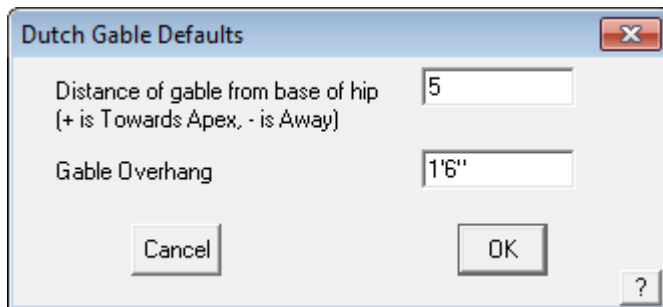 Dutch Gable Defaults
Distance of gable from base of hip
(+ is Towards Apex, - is Away)
5
Gable Overhang
1'6"
Cancel
OK
?